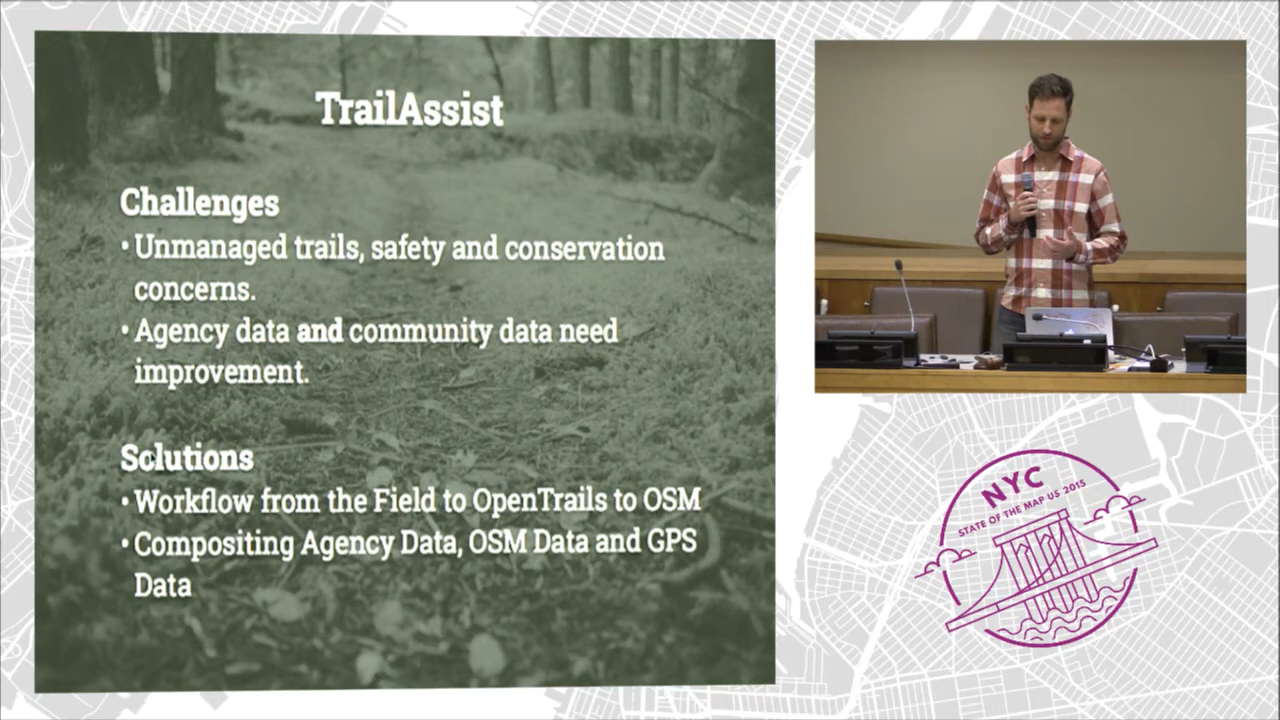 TrailAssist
Challenges
• Unmanaged trails, safety and conservation
concerns.
• Agency data and community data need
improvement.
Solutions
• Workflow from the Field to OpenTrails to OSM
• Compositing Agency Data, OSM Data and GPS
Data
NYC
STATE OF THE MAP US 2015